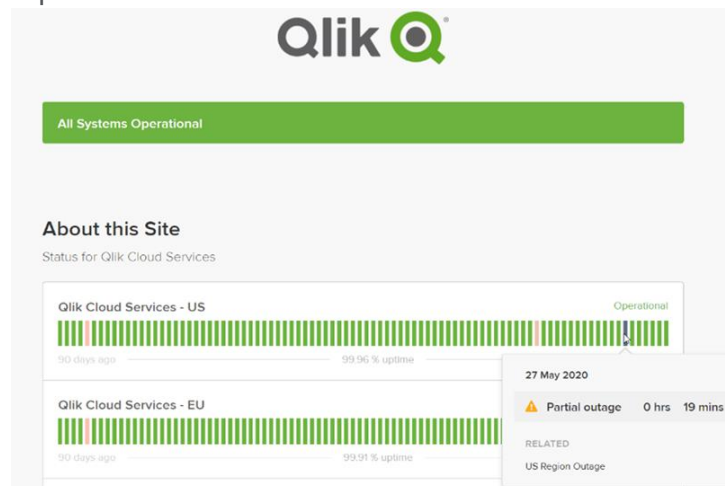 Qlik
All Systems Operational
About this Site
Status for Qlik Cloud Services
Qlik Cloud Services - US
Operational
90 days ago
99.96 % uptime
27 May 2020
Partial outage 0 hrs 19 mins
RELATED
US Region Outage
Qlik Cloud Services - EU
90 days ago
99.91 % uptime